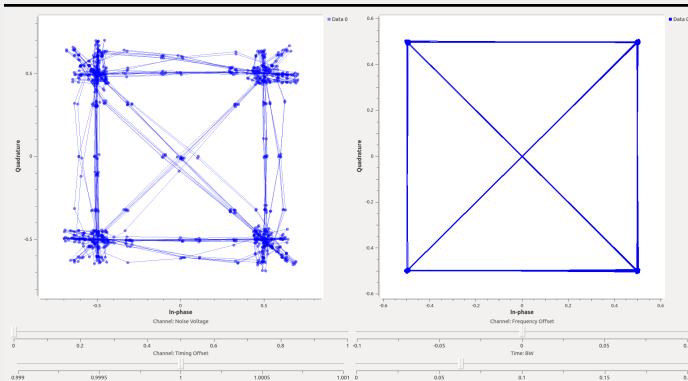 Data 0
0.5
0
-0.5
Quadrature
-0.5 0 0.5
In-phase
Data 0
0.6
0.4
0.2
0
-0.2
-0.4
-0.6
Quadrature
-0.6 -0.4 -0.2 0 0.2 0.4 0.6
In-phase
Channel: Noise Voltage
0 0.2 0.4 0.6 0.8 1
Channel: Frequency Offset
-0.1 -0.05 0 0.05 0.
Channel: Timing Offset
0.999 0.9995 1 1.0005 1.001
Time: BW
0 0.05 0.1 0.15 0.